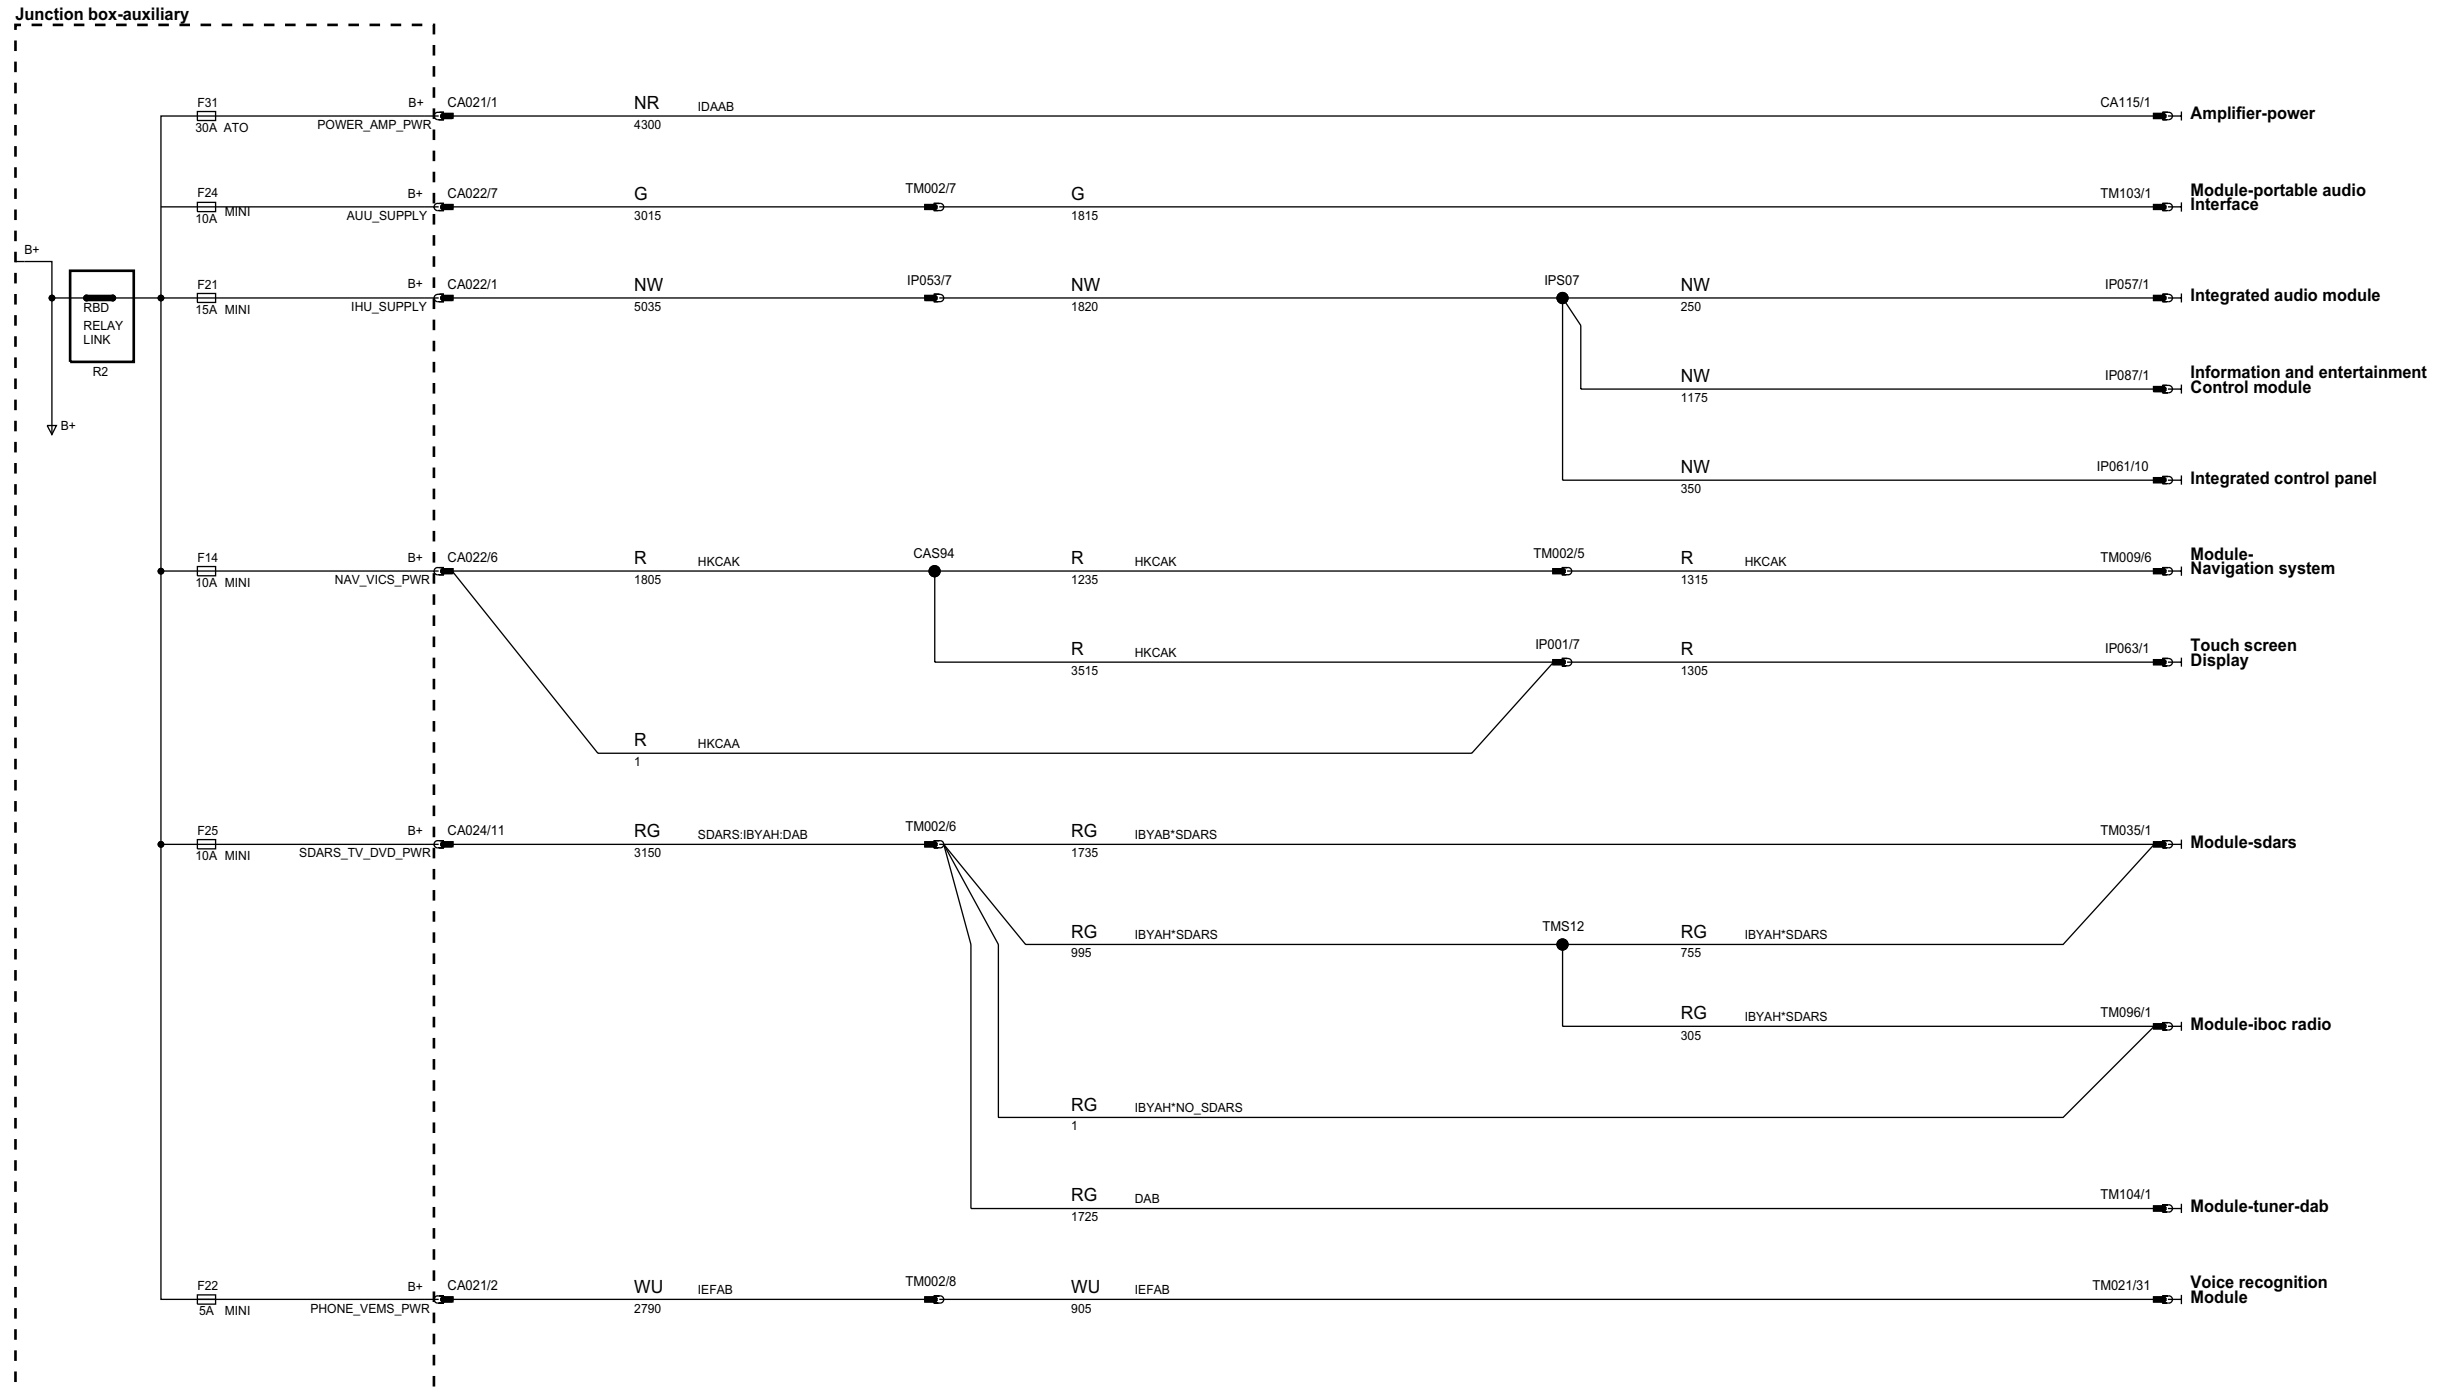 Junction box-auxiliary
F31
B+
CA021/1
NR
IDAAB
CA115/1
Amplifier-power
30A ATO
POWER_AMP_PWR
4300
F24
B+
CA022/7
G
TM002/7
G
TM103/1
Module-portable audio
Interface
10A MINI
AUU_SUPPLY
3015
1815
B+
F21
B+
CA022/1
NW
IP053/7
NW
IPS07
NW
IP057/1
Integrated audio module
RBD
RELAY
LINK
R2
15A MINI
IHU_SUPPLY
5035
1820
250
NW
IP087/1
Information and entertainment
Control module
1175
B+
NW
IP061/10
Integrated control panel
350
F14
B+
CA022/6
R
HKCAK
CAS94
R
HKCAK
TM002/5
R
HKCAK
TM009/6
Module-
Navigation system
10A MINI
NAV_VICS_PWR
1805
1235
1315
R
HKCAK
IP001/7
R
IP063/1
Touch screen
Display
3515
1305
R
HKCAA
1
F25
B+
CA024/11
RG
SDARS:IBYAH:DAB
TM002/6
RG
IBYAB*SDARS
TM035/1
Module-sdars
10A MINI
SDARS_TV_DVD_PWR
3150
1735
RG
IBYAH*SDARS
TMS12
RG
IBYAH*SDARS
995
755
RG
IBYAH*SDARS
TM096/1
Module-iboc radio
305
RG
IBYAH*NO_SDARS
1
RG
DAB
TM104/1
Module-tuner-dab
1725
F22
B+
CA021/2
WU
IEFAB
TM002/8
WU
IEFAB
TM021/31
Voice recognition
Module
5A MINI
PHONE_VEMS_PWR
2790
905